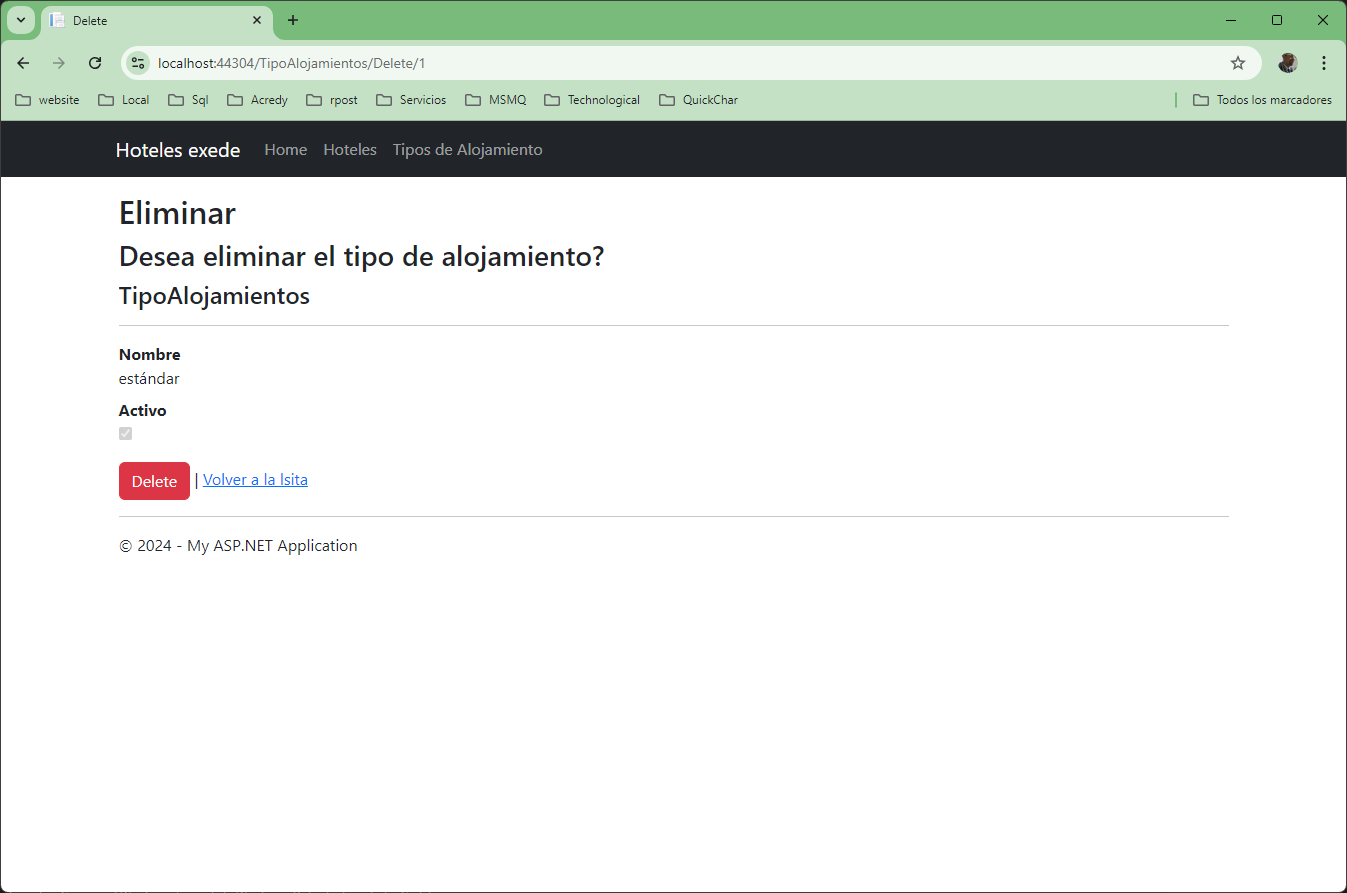 Delete
localhost:44304/TipoAlojamientos/Delete/1
website Local Sql Acredy rpost Servicios MSMQ Technological QuickChar Todos los marcadores
Hoteles exede Home Hoteles Tipos de Alojamiento
Eliminar
Desea eliminar el tipo de alojamiento?
TipoAlojamientos
Nombre
estándar
Activo
Delete | Volver a la lsita
© 2024 - My ASP.NET Application